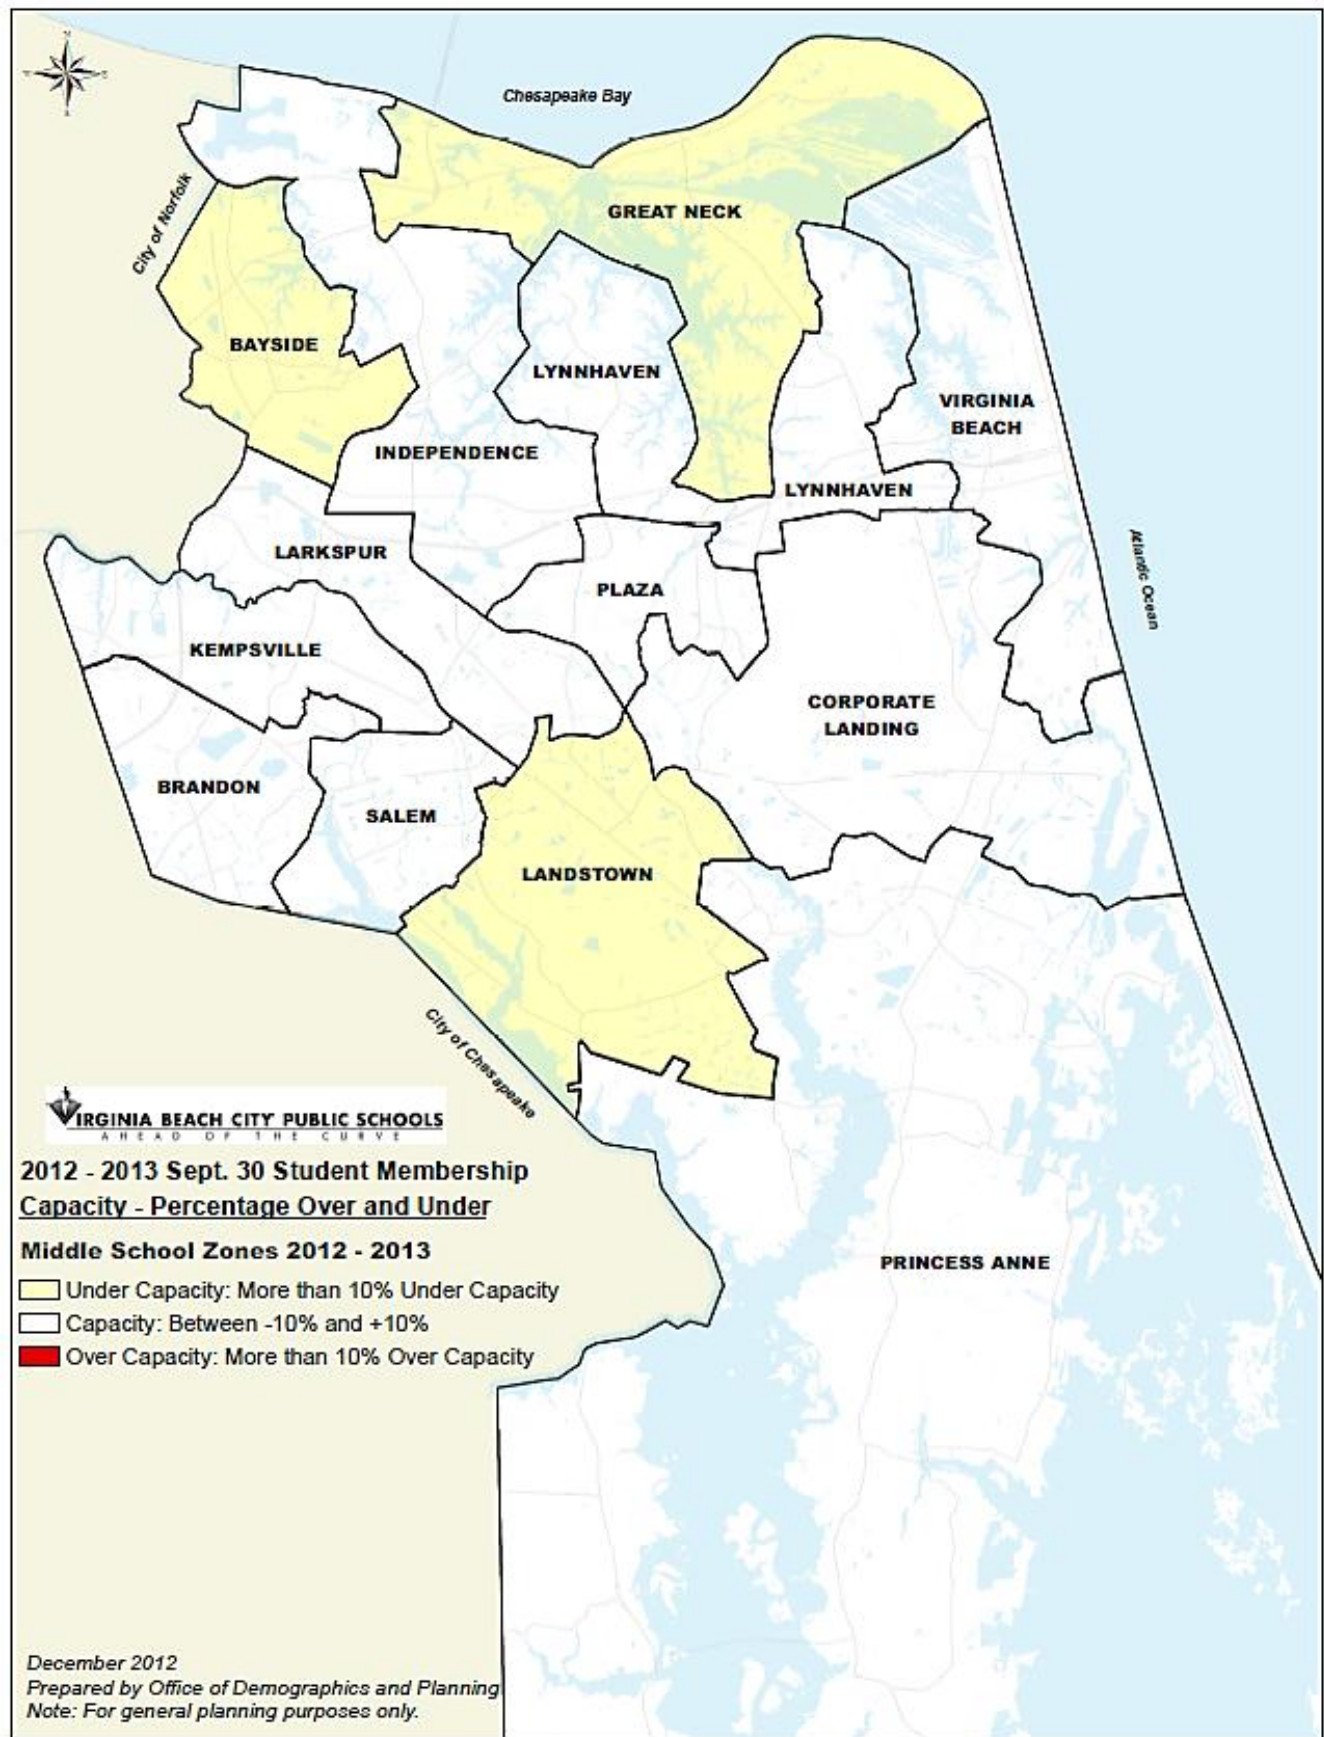 Chesapeake Bay
City of Norfolk
GREAT NECK
BAYSIDE
LYNNHAVEN
VIRGINIA
BEACH
INDEPENDENCE
LYNNHAVEN
LARKSPUR
PLAZA
Atlantic Ocean
KEMPSVILLE
CORPORATE
LANDING
BRANDON
SALEM
LANDSTOWN
City of Chesapeake
VIRGINIA BEACH CITY PUBLIC SCHOOLS
AHEAD OF THE CURVE
2012 - 2013 Sept. 30 Student Membership
Capacity - Percentage Over and Under
Middle School Zones 2012 - 2013
Under Capacity: More than 10% Under Capacity
Capacity: Between -10% and +10%
Over Capacity: More than 10% Over Capacity
PRINCESS ANNE
December 2012
Prepared by Office of Demographics and Planning
Note: For general planning purposes only.